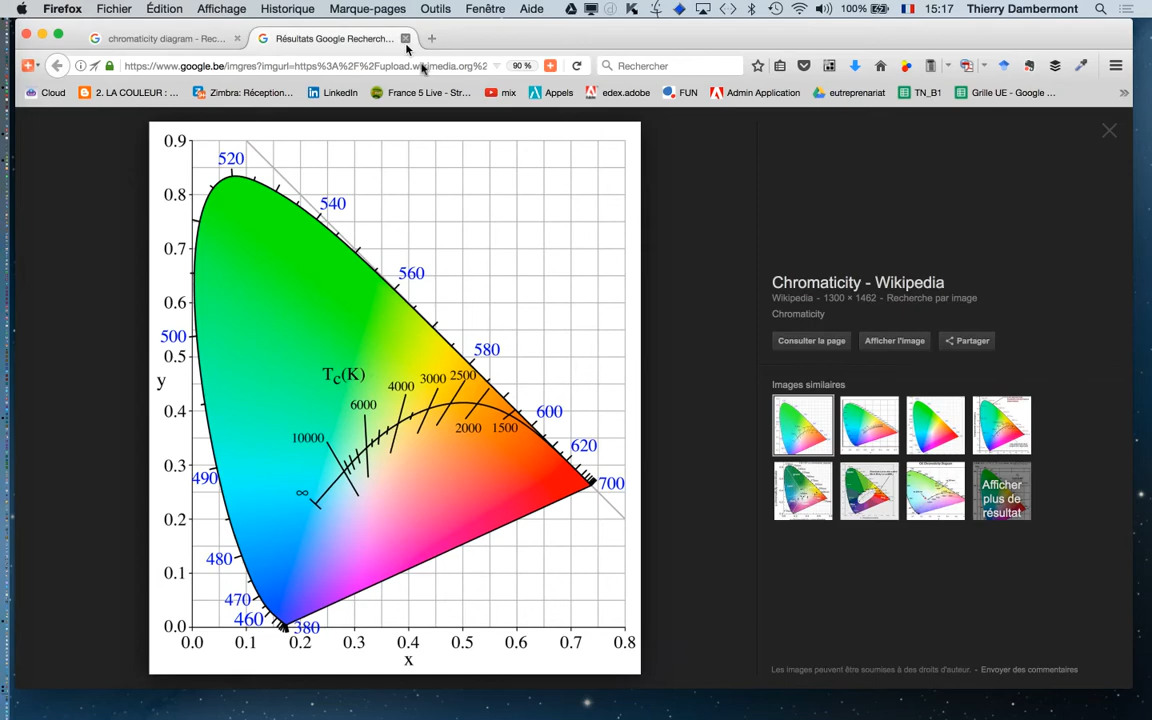 Firefox Fichier Édition Affichage Historique Marque-pages Outils Fenêtre Aide 100% 15:17 Thierry Dambermont
chromaticity diagram - Rec...
Résultats Google Recherch...
https://www.google.be/imgres?imgurl=https%3A%2F%2Fupload.wikimedia.org%2
90 %
Rechercher
Cloud
2. LA COULEUR : ...
Zimbra: Réception...
LinkedIn
France 5 Live - Str...
mix
Appels
edex.adobe
FUN
Admin Application
eutreprenariat
TN_B1
Grille UE - Google ...
0.9
520
0.8
540
0.7
560
0.6
500
0.5
580
y
Tc(K)
4000 3000 2500
0.4
6000
600
2000 1500
10000
620
0.3
490
∞
700
0.2
480
0.1
470
460
0.0
380
0.0 0.1 0.2 0.3 0.4 0.5 0.6 0.7 0.8
x
Chromaticity - Wikipedia
Wikipedia - 1300 × 1462 - Recherche par image
Chromaticity
Consulter la page
Afficher l'image
Partager
Images similaires
Afficher
plus de
résultat
Les images peuvent être soumises à des droits d'auteur. - Envoyer des commentaires